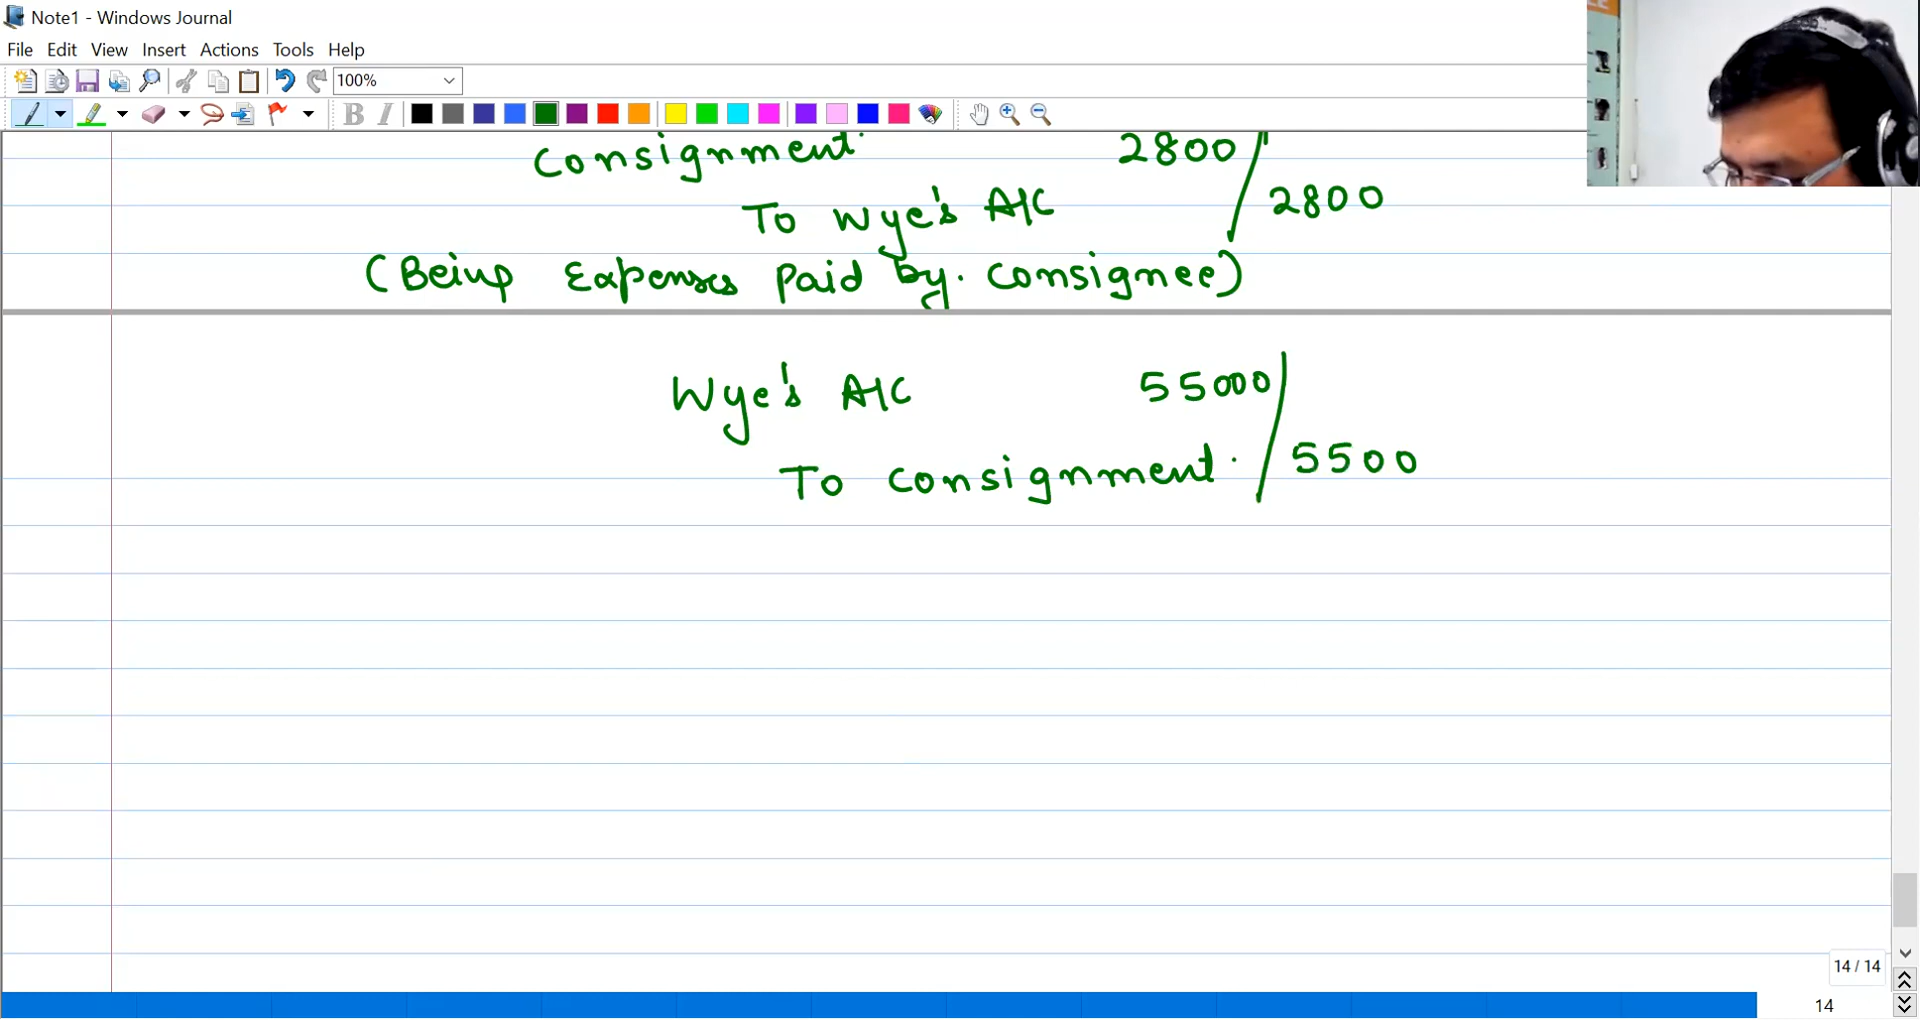 Note1 - Windows Journal
File Edit View Insert Actions Tools Help
100%
B I
Consignment 2800
To Wye's A/C 2800
(Being Expenses Paid by. Consignee)
Wye's A/C 55000
To Consignment. 5500
14 / 14
14